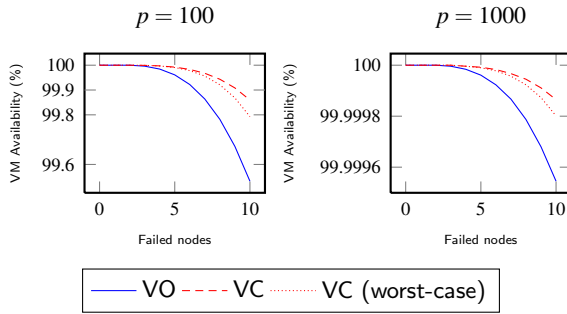 p = 100
p = 1000
VM Availability (%)
100
99.9
99.8
99.6
0
5
10
Failed nodes
VM Availability (%)
100
99.9998
99.9996
0
5
10
Failed nodes
VO
VC
VC (worst-case)